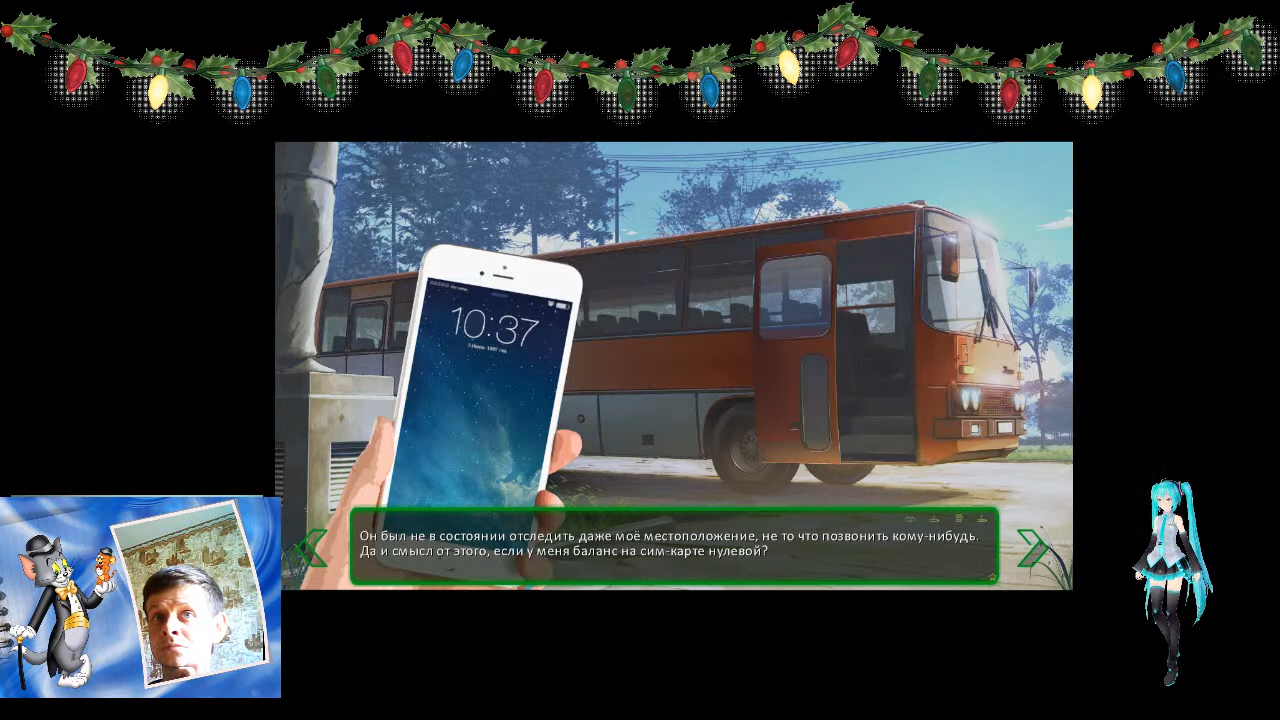 10:37
Он был не в состоянии отследить даже моё местоположение, не то что позвонить кому-нибудь.
Да и смысл от этого, если у меня баланс на сим-карте нулевой?